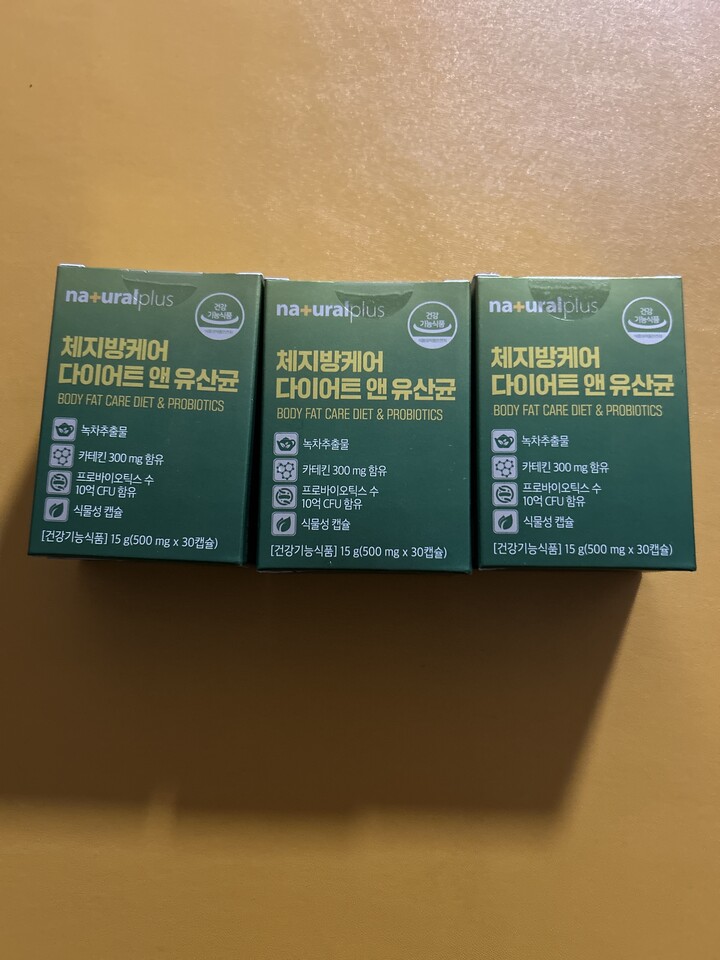 na+uralplus
건강
기능식품
체지방케어
다이어트 앤 유산균
BODY FAT CARE DIET & PROBIOTICS
녹차추출물
카테킨 300 mg 함유
프로바이오틱스 수
10억 CFU 함유
식물성 캡슐
[건강기능식품] 15 g(500 mg x 30캡슐)
na+uralplus
건강
기능식품
체지방케어
다이어트 앤 유산균
BODY FAT CARE DIET & PROBIOTICS
녹차추출물
카테킨 300 mg 함유
프로바이오틱스 수
10억 CFU 함유
식물성 캡슐
[건강기능식품] 15 g(500 mg x 30캡슐)
na+uralplus
건강
기능식품
체지방케어
다이어트 앤 유산균
BODY FAT CARE DIET & PROBIOTICS
녹차추출물
카테킨 300 mg 함유
프로바이오틱스 수
10억 CFU 함유
식물성 캡슐
[건강기능식품] 15 g(500 mg x 30캡슐)